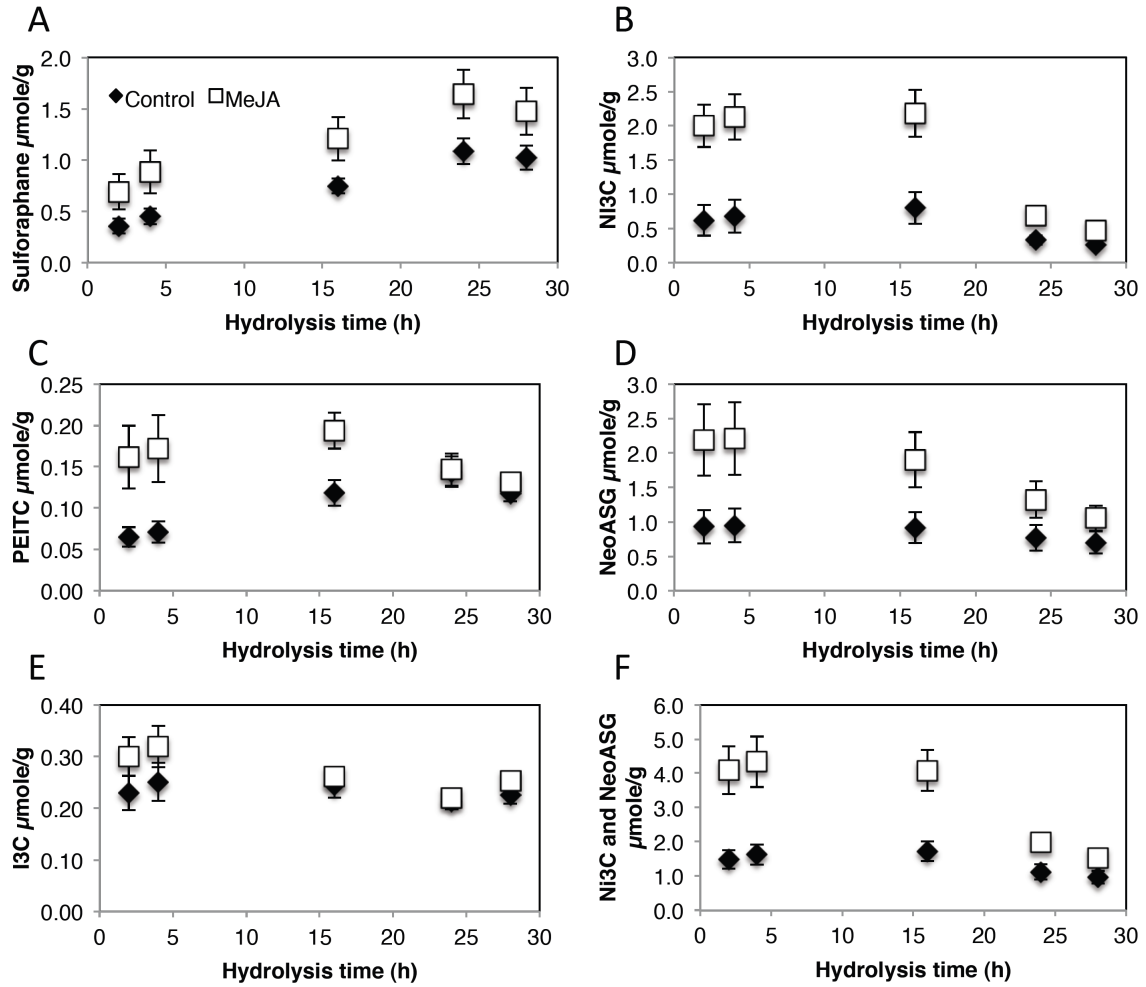 A
Sulforaphane µmole/g
2.0
1.5
1.0
0.5
0.0
Control
MeJA
0 5 10 15 20 25 30
Hydrolysis time (h)
B
NI3C µmole/g
3.0
2.5
2.0
1.5
1.0
0.5
0.0
0 5 10 15 20 25 30
Hydrolysis time (h)
C
PEITC µmole/g
0.25
0.20
0.15
0.10
0.05
0.00
0 5 10 15 20 25 30
Hydrolysis time (h)
D
NeoASG µmole/g
3.0
2.5
2.0
1.5
1.0
0.5
0.0
0 5 10 15 20 25 30
Hydrolysis time (h)
E
I3C µmole/g
0.40
0.30
0.20
0.10
0.00
0 5 10 15 20 25 30
Hydrolysis time (h)
F
Ni3C and NeoASG
µmole/g
6.0
5.0
4.0
3.0
2.0
1.0
0.0
0 5 10 15 20 25 30
Hydrolysis time (h)